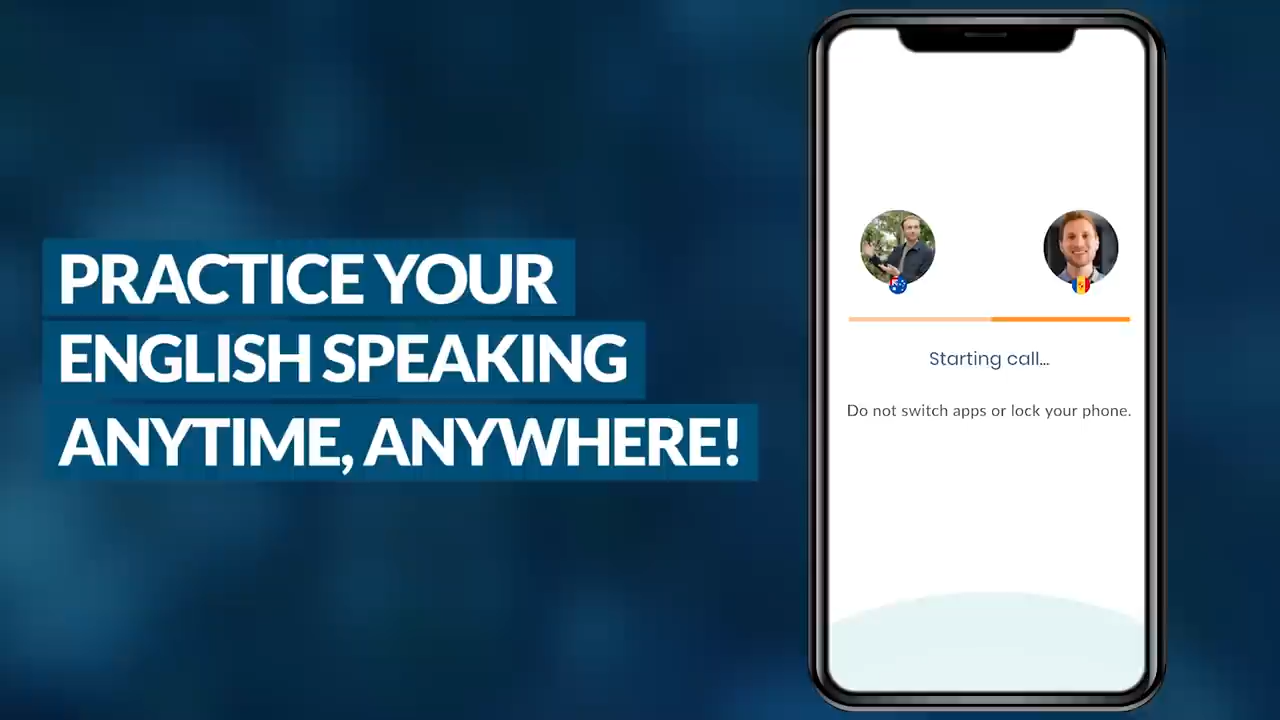 PRACTICE YOUR
ENGLISH SPEAKING
ANYTIME, ANYWHERE!
Starting call...
Do not switch apps or lock your phone.